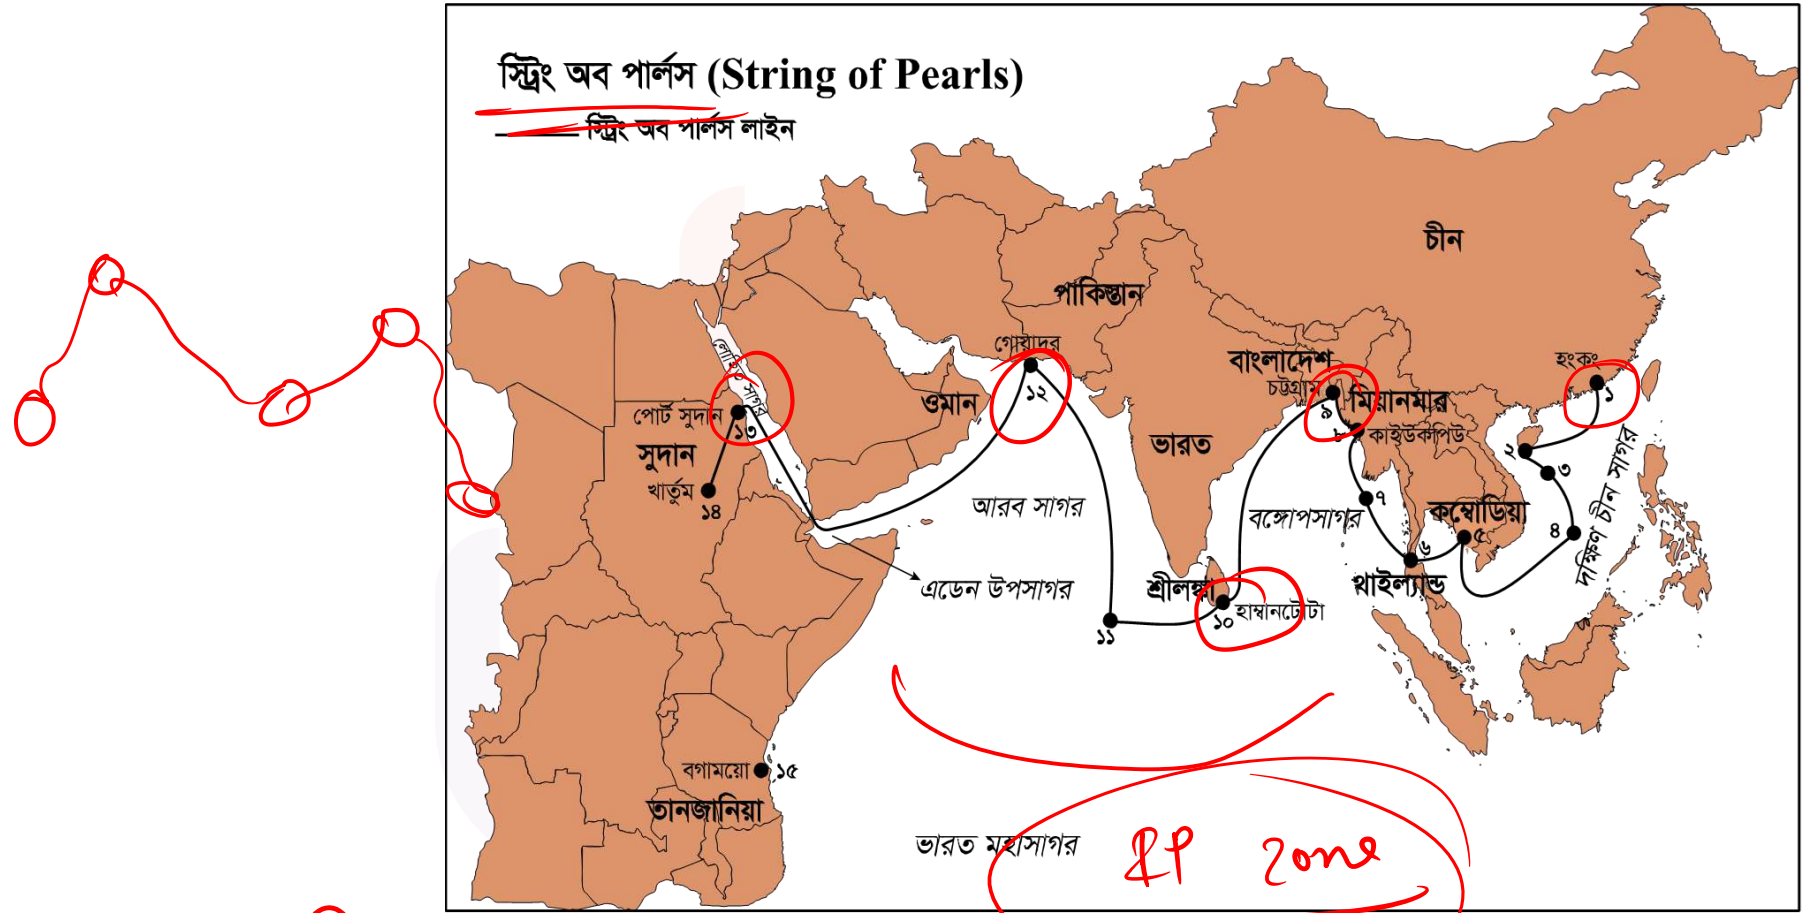 স্ট্রিং অব পার্লস (String of Pearls)
স্ট্রিং অব পার্লস লাইন
চীন
পাকিস্তান
গোয়াদর
১২
বাংলাদেশ
চট্টগ্রাম
৯
মিয়ানমার
৮
কাইউকপিউ
হংকং
১
লোহিত সাগর
পোর্ট সুদান
১৩
সুদান
খার্তুম
১৪
ওমান
ভারত
২
৩
৪
দক্ষিণ চীন সাগর
আরব সাগর
বঙ্গোপসাগর
৭
কম্বোডিয়া
৫
৬
থাইল্যান্ড
এডেন উপসাগর
শ্রীলঙ্কা
১০
হাম্বানটোটা
১১
বগাময়ো
১৫
তানজানিয়া
ভারত মহাসাগর
zone